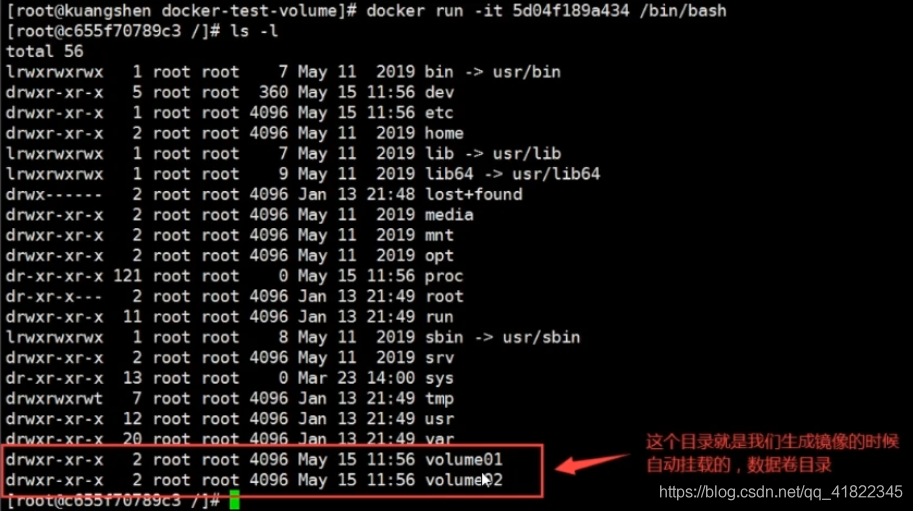 [root@kuangshen docker-test-volume]# docker run -it 5d04f189a434 /bin/bash
[root@c655f70789c3 /]# ls -l
total 56
lrwxrwxrwx   1 root root    7 May 11  2019 bin -> usr/bin
drwxr-xr-x   5 root root  360 May 15 11:56 dev
drwxr-xr-x   1 root root 4096 May 15 11:56 etc
drwxr-xr-x   2 root root 4096 May 11  2019 home
lrwxrwxrwx   1 root root    7 May 11  2019 lib -> usr/lib
lrwxrwxrwx   1 root root    9 May 11  2019 lib64 -> usr/lib64
drwx------   2 root root 4096 Jan 13 21:48 lost+found
drwxr-xr-x   2 root root 4096 May 11  2019 media
drwxr-xr-x   2 root root 4096 May 11  2019 mnt
drwxr-xr-x   2 root root 4096 May 11  2019 opt
dr-xr-xr-x 121 root root    0 May 15 11:56 proc
dr-xr-x---   2 root root 4096 Jan 13 21:49 root
drwxr-xr-x  11 root root 4096 Jan 13 21:49 run
lrwxrwxrwx   1 root root    8 May 11  2019 sbin -> usr/sbin
drwxr-xr-x   2 root root 4096 May 11  2019 srv
dr-xr-xr-x  13 root root    0 Mar 23 14:00 sys
drwxrwxrwt   7 root root 4096 Jan 13 21:49 tmp
drwxr-xr-x  12 root root 4096 Jan 13 21:49 usr
drwxr-xr-x  20 root root 4096 Jan 13 21:49 var
drwxr-xr-x   2 root root 4096 May 15 11:56 volume01
drwxr-xr-x   2 root root 4096 May 15 11:56 volume02
[root@c655f70789c3 /]#
这个目录就是我们生成镜像的时候
自动挂载的，数据卷目录
https://blog.csdn.net/qq_41822345